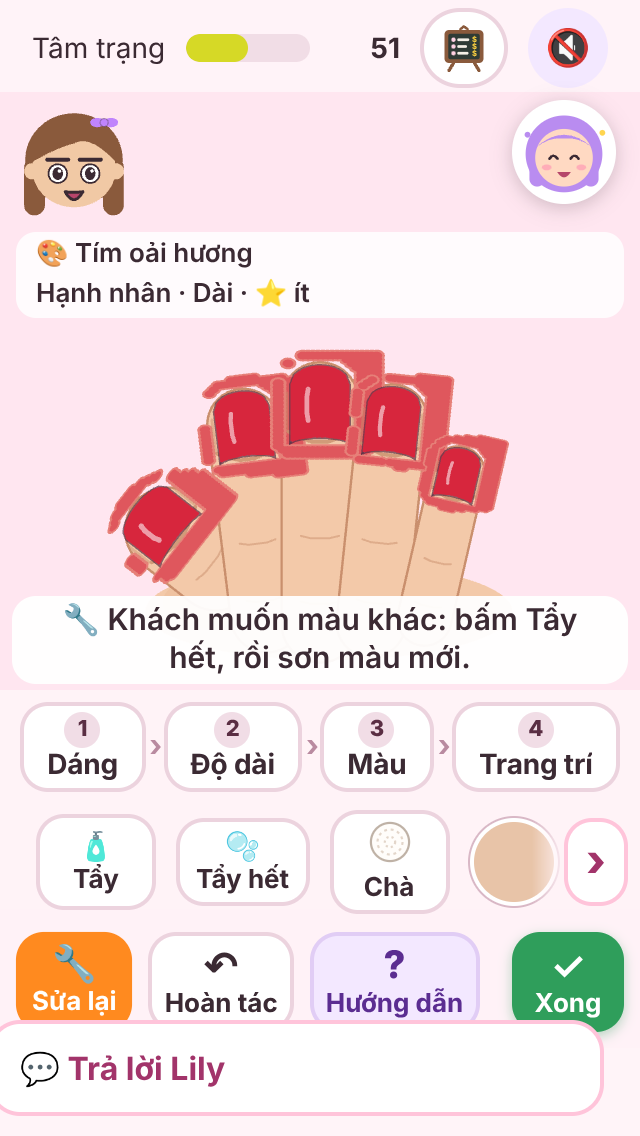 Tâm trạng
51
🎨 Tím oải hương
Hạnh nhân · Dài · ⭐ ít
🔧 Khách muốn màu khác: bấm Tẩy
hết, rồi sơn màu mới.
1
Dáng
2
Độ dài
3
Màu
4
Trang trí
Tẩy
Tẩy hết
Chà
Sửa lại
Hoàn tác
?
Hướng dẫn
Xong
💬 Trả lời Lily